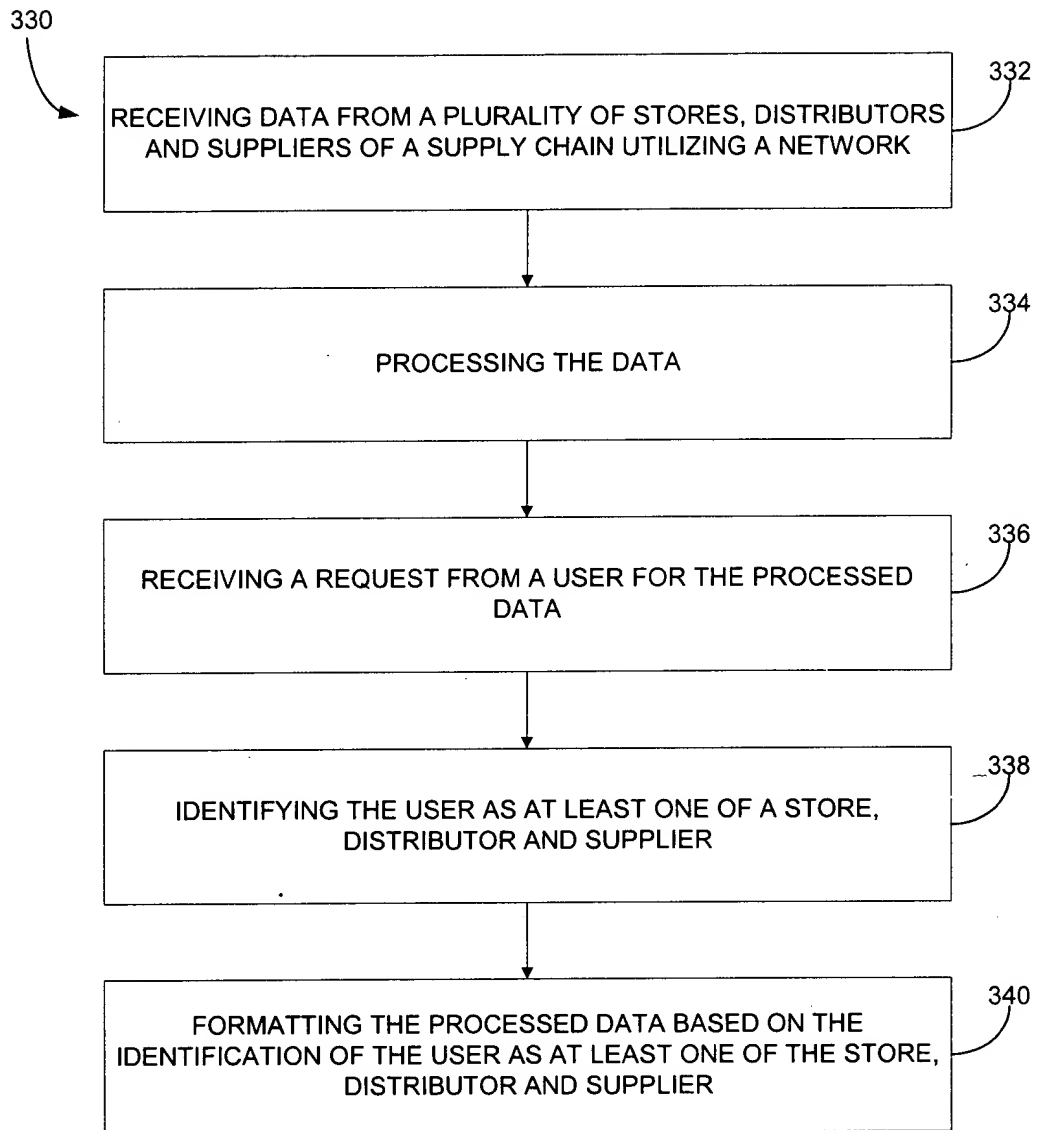 330
332
RECEIVING DATA FROM A PLURALITY OF STORES, DISTRIBUTORS
AND SUPPLIERS OF A SUPPLY CHAIN UTILIZING A NETWORK
334
PROCESSING THE DATA
336
RECEIVING A REQUEST FROM A USER FOR THE PROCESSED
DATA
338
IDENTIFYING THE USER AS AT LEAST ONE OF A STORE,
DISTRIBUTOR AND SUPPLIER
340
FORMATTING THE PROCESSED DATA BASED ON THE
IDENTIFICATION OF THE USER AS AT LEAST ONE OF THE STORE,
DISTRIBUTOR AND SUPPLIER